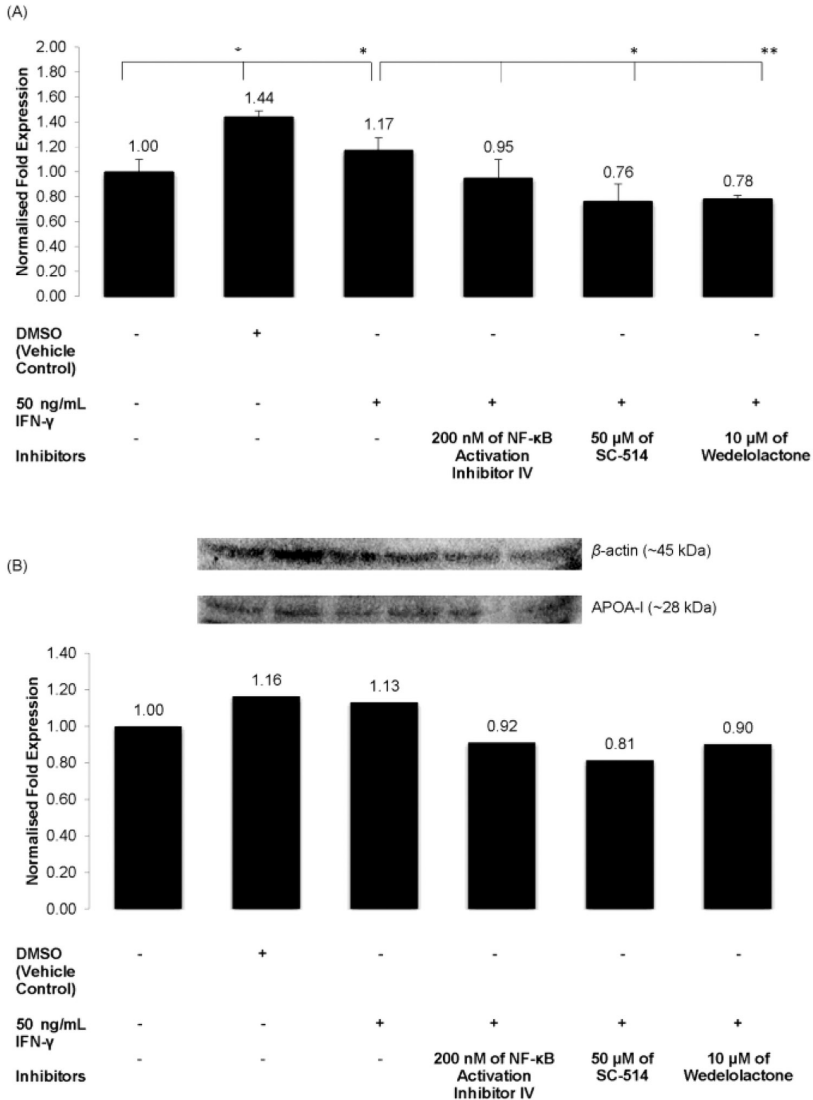 (A)
* * * **
Normalised Fold Expression
2.00
1.80
1.60
1.40
1.20
1.00
0.80
0.60
0.40
0.20
0.00
1.00 1.44 1.17 0.95 0.76 0.78
DMSO
(Vehicle
Control)
- + - - - -
50 ng/mL
IFN-γ
- - + + + +
Inhibitors
- - -
200 nM of NF-κB
Activation
Inhibitor IV
50 µM of
SC-514
10 µM of
Wedelolactone
(B)
β-actin (~45 kDa)
APOA-I (~28 kDa)
Normalised Fold Expression
1.40
1.20
1.00
0.80
0.60
0.40
0.20
0.00
1.00 1.16 1.13 0.92 0.81 0.90
DMSO
(Vehicle
Control)
- + - - - -
50 ng/mL
IFN-γ
- - + + + +
Inhibitors
- - -
200 nM of NF-κB
Activation
Inhibitor IV
50 µM of
SC-514
10 µM of
Wedelolactone